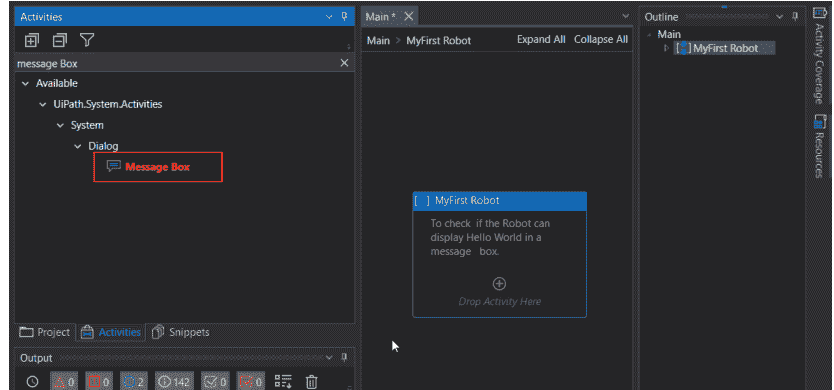 Activities
message Box
Available
UiPath.System.Activities
System
Dialog
Message Box
Project
Activities
Snippets
Output
0
0
2
142
0
0
Main *
Main > MyFirst Robot
Expand All
Collapse All
[ ] MyFirst Robot
To check if the Robot can
display Hello World in a
message box.
Drop Activity Here
Outline
Main
MyFirst Robot
Activity Coverage
Resources